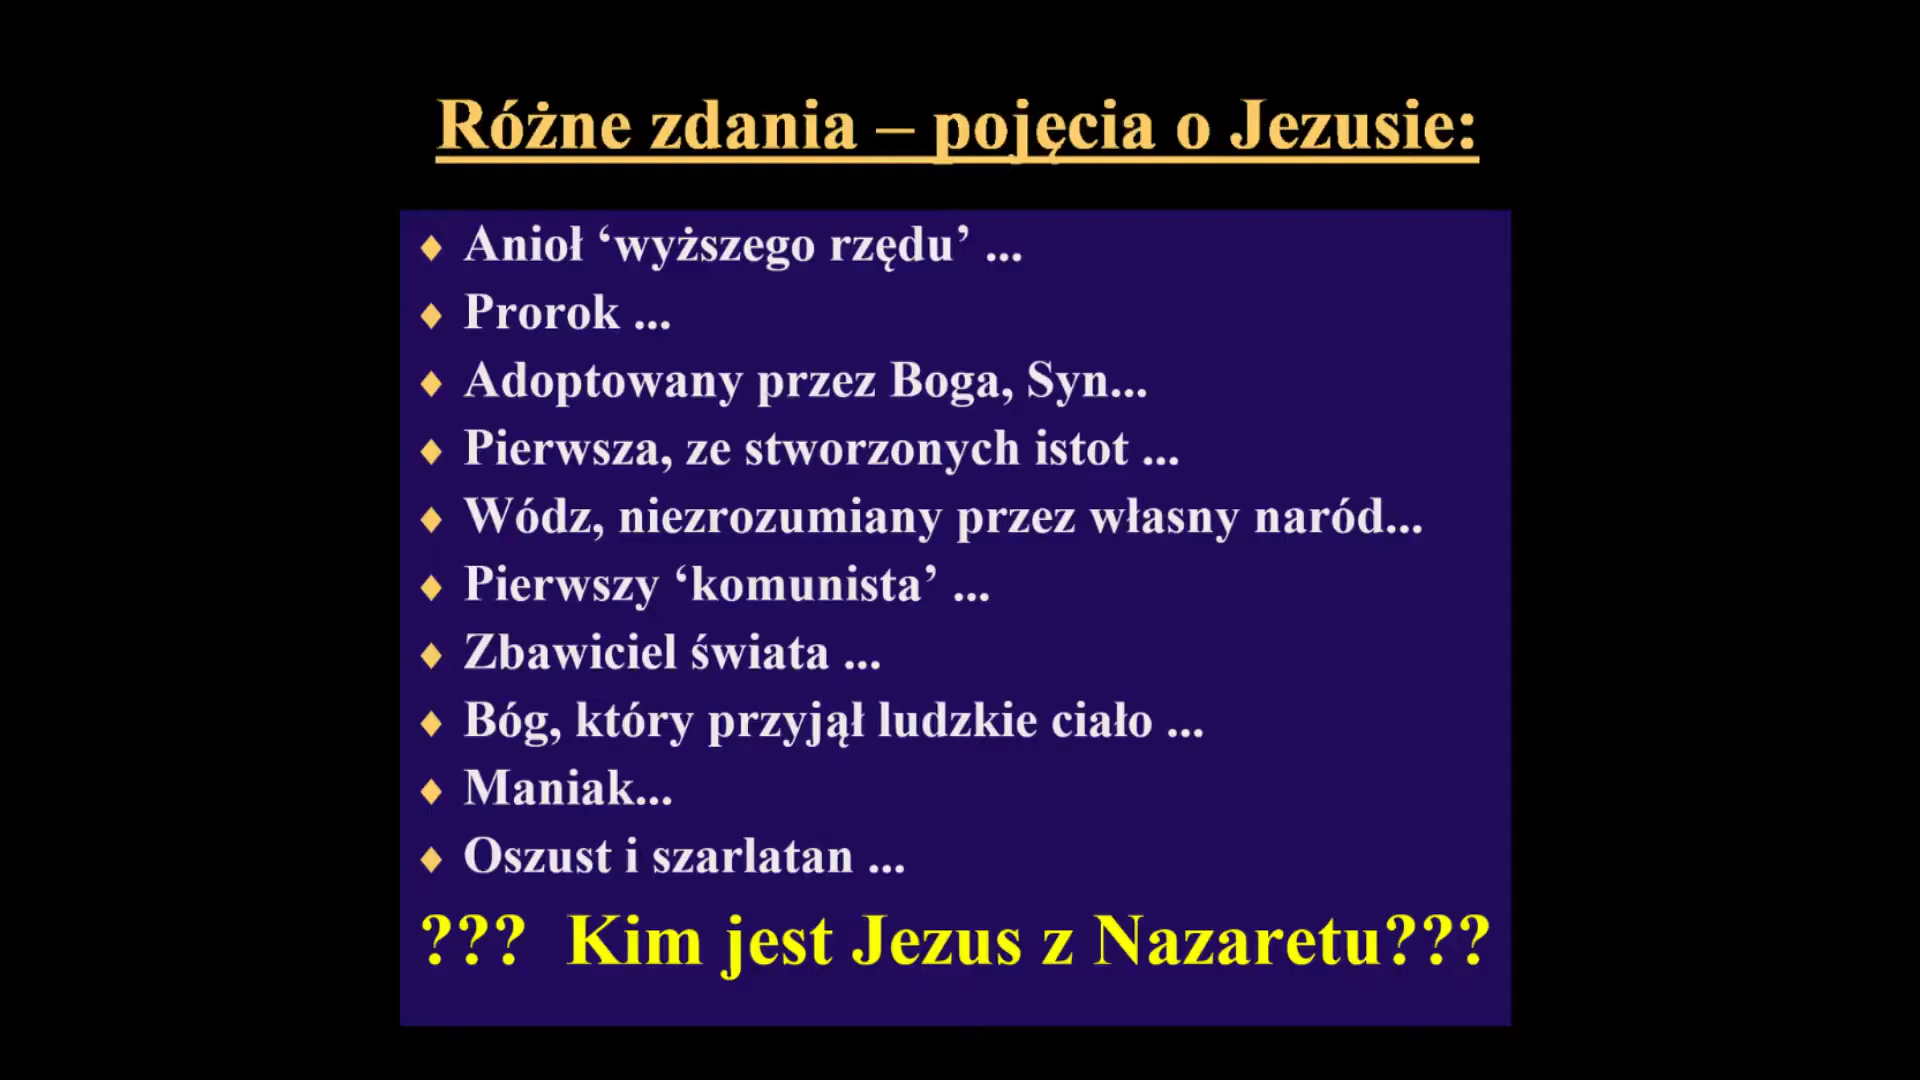 Różne zdania – pojęcia o Jezusie:
♦ Anioł ‘wyższego rzędu’ ...
♦ Prorok ...
♦ Adoptowany przez Boga, Syn...
♦ Pierwsza, ze stworzonych istot ...
♦ Wódz, niezrozumiany przez własny naród...
♦ Pierwszy ‘komunista’ ...
♦ Zbawiciel świata ...
♦ Bóg, który przyjął ludzkie ciało ...
♦ Maniak...
♦ Oszust i szarlatan ...
??? Kim jest Jezus z Nazaretu???